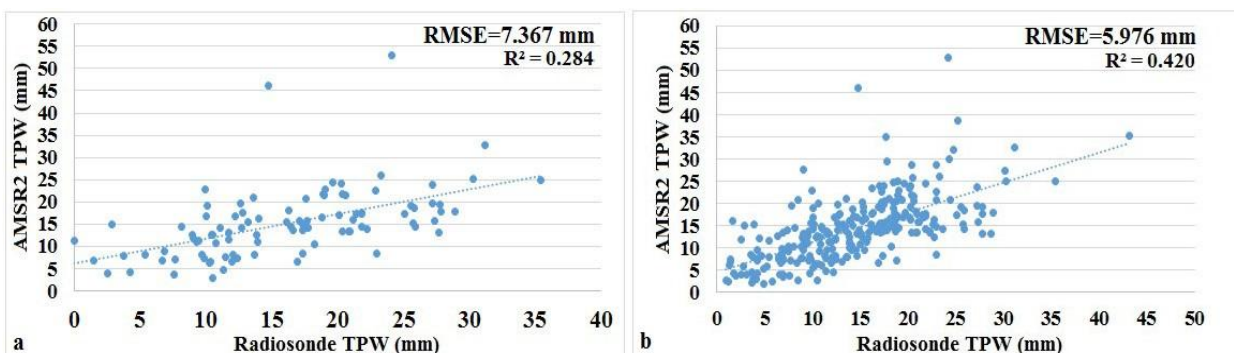 RMSE=7.367 mm
R² = 0.284
AMSR2 TPW (mm)
60
55
50
45
40
35
30
25
20
15
10
5
0
0 5 10 15 20 25 30 35 40
a Radiosonde TPW (mm)
RMSE=5.976 mm
R² = 0.420
AMSR2 TPW (mm)
60
55
50
45
40
35
30
25
20
15
10
5
0
0 5 10 15 20 25 30 35 40 45 50
b Radiosonde TPW (mm)